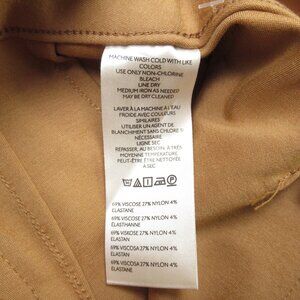 MACHINE WASH COLD WITH LIKE
COLORS
USE ONLY NON-CHLORINE
BLEACH
LINE DRY
MEDIUM IRON AS NEEDED
MAY BE DRY CLEANED
LAVER À LA MACHINE À L'EAU
FROIDE AVEC COULEURS
SIMILAIRES
UTILISER UN AGENT DE
BLANCHIMENT SANS CHLORE SI
NÉCESSAIRE
LIGNE SEC
REPASSER, AU BESOIN, À TRÈS
MOYENNE TEMPÉRATURE
PEUT-ÊTRE ÊTRE NETTOYÉE
À SEC
69% VISCOSE 27% NYLON 4%
ELASTANE
69% VISCOSE 27% NYLON 4%
ÉLASTHANNE
69% VISCOSA 27% NYLON 4%
ELASTAN
69% VISCOSA 27% NYLON 4%
ELASTAN